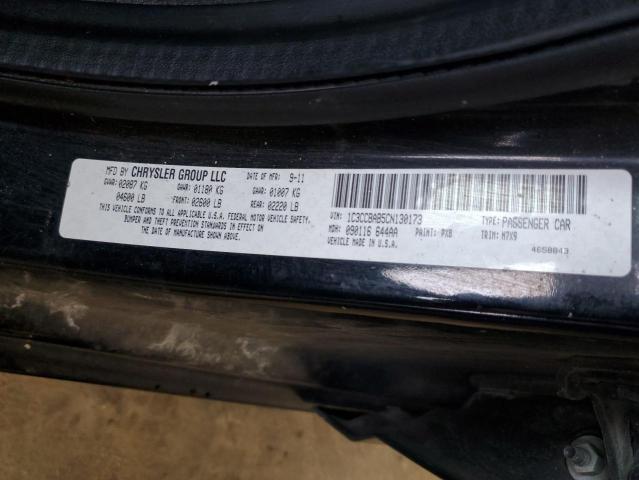 MFD BY CHRYSLER GROUP LLC DATE OF MFR: 9-11
GVWR: 02087 KG GAWR: 01180 KG GAWR: 01007 KG
04600 LB FRONT: 02600 LB REAR: 02220 LB
THIS VEHICLE CONFORMS TO ALL APPLICABLE U.S.A. FEDERAL MOTOR VEHICLE SAFETY,
BUMPER AND THEFT PREVENTION STANDARDS IN EFFECT ON
THE DATE OF MANUFACTURE SHOWN ABOVE.
VIN: 1C3CCBAB5CN130173 TYPE: PASSENGER CAR
MDH: 090116 644AA PAINT: PXB TRIM: M7X9
MADE IN U.S.A. 4658843